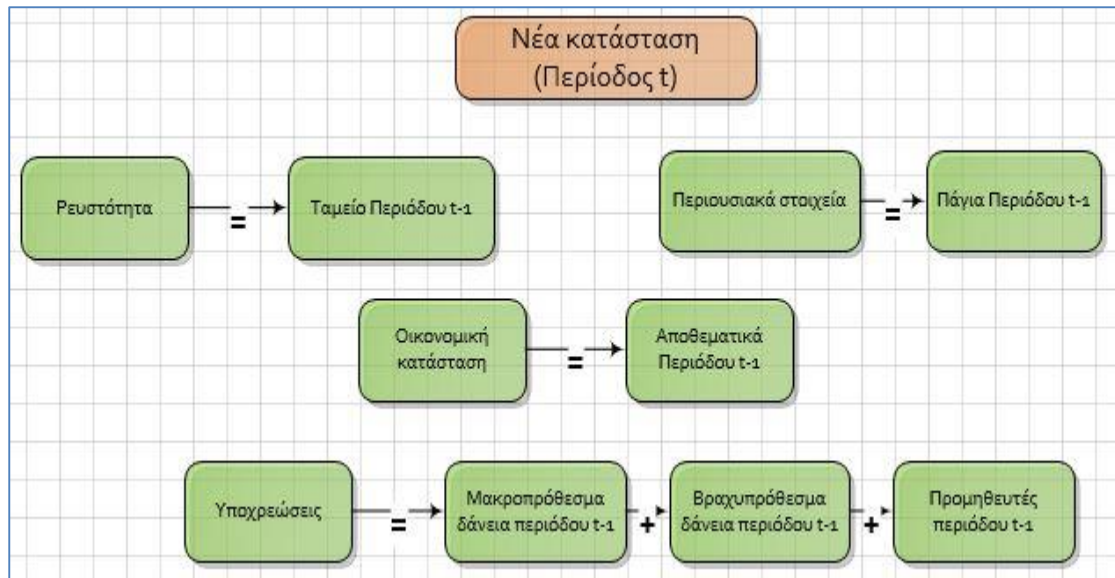 Νέα κατάσταση
(Περίοδος t)
Ρευστότητα
=
Ταμείο Περιόδου t-1
Περιουσιακά στοιχεία
=
Πάγια Περιόδου t-1
Οικονομική
κατάσταση
=
Αποθεματικά
Περιόδου t-1
Υποχρεώσεις
=
Μακροπρόθεσμα
δάνεια περιόδου t-1
+
Βραχυπρόθεσμα
δάνεια περιόδου t-1
+
Προμηθευτές
περιόδου t-1